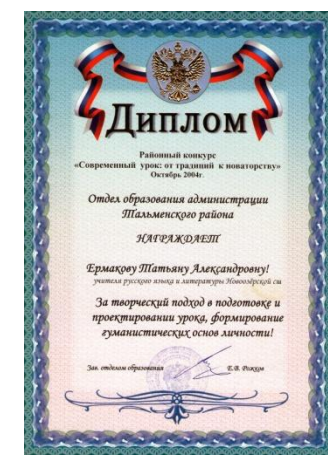 Диплом
Районный конкурс
«Современный урок: от традиций к новаторству»
Октябрь 2004г.
Отдел образования администрации
Тальменского района
НАГРАЖДАЕТ
Ермакову Татьяну Александровну!
учителя русского языка и литературы Новоозёрской сш
За творческий подход в подготовке и
проектировании урока, формирование
гуманистических основ личности!
Зав. отделом образования Е.В. Рожков